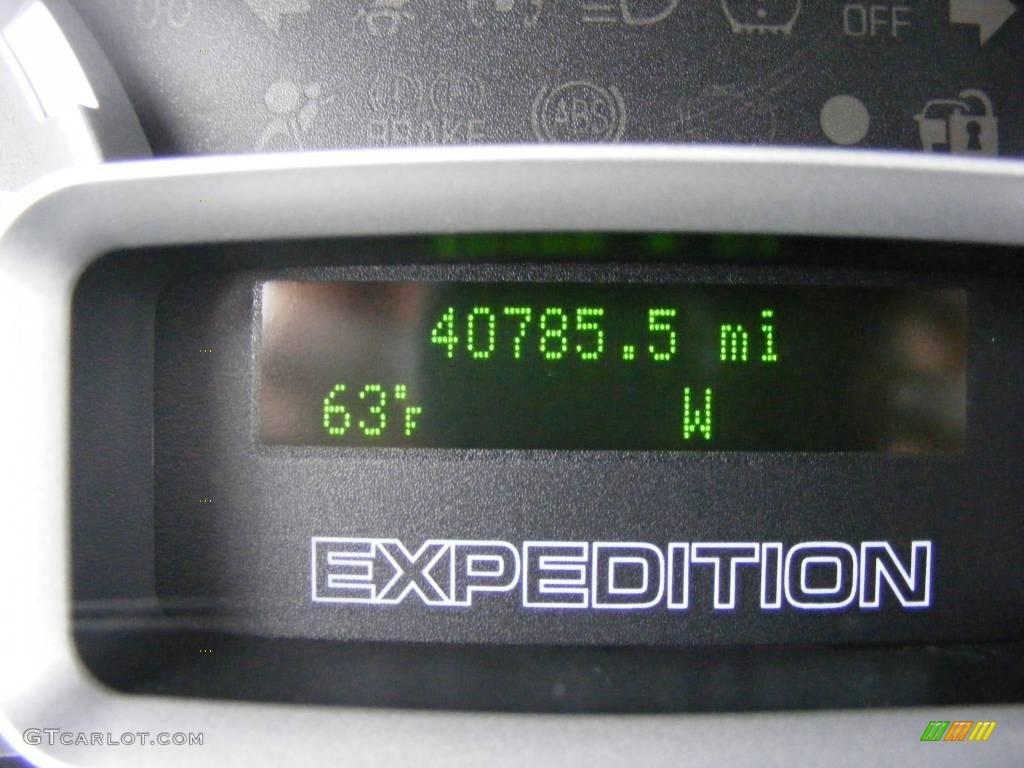 OFF
BRAKE ABS
40785.5 mi
63°F W
EXPEDITION
GTCARLOT.COM